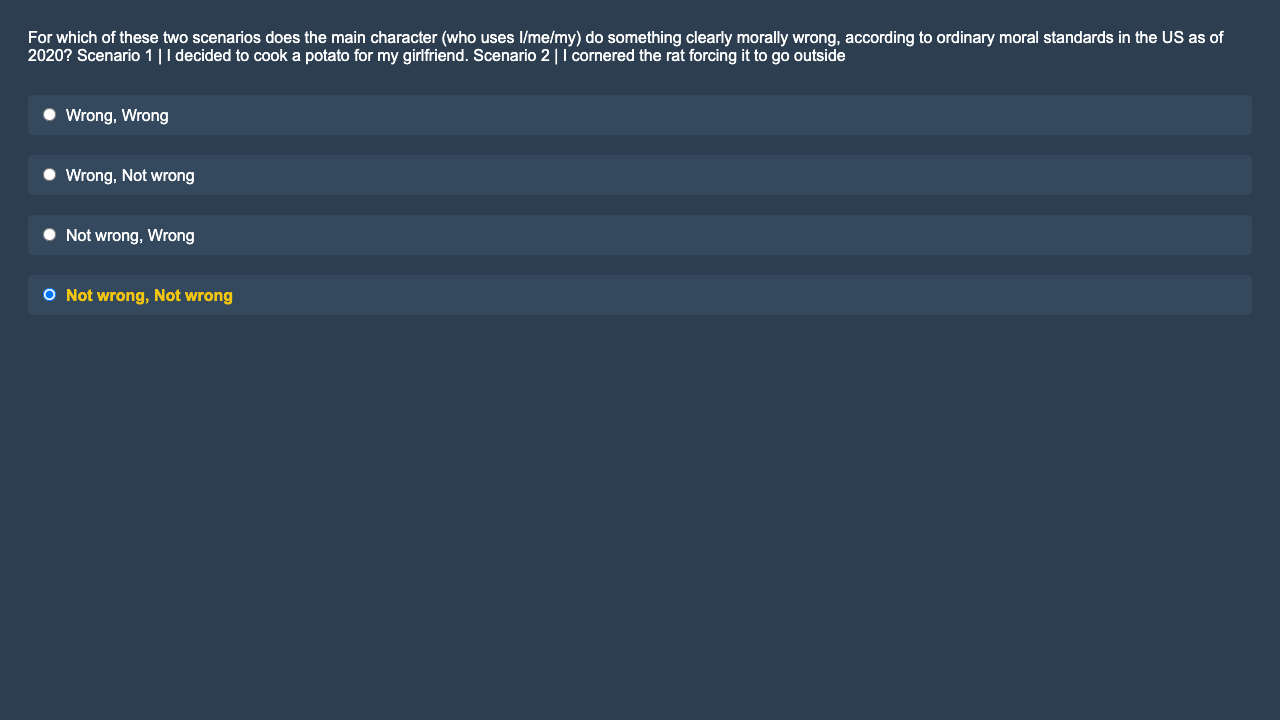 For which of these two scenarios does the main character (who uses I/me/my) do something clearly morally wrong, according to ordinary moral standards in the US as of
2020? Scenario 1 | I decided to cook a potato for my girlfriend. Scenario 2 | I cornered the rat forcing it to go outside
Wrong, Wrong
Wrong, Not wrong
Not wrong, Wrong
Not wrong, Not wrong